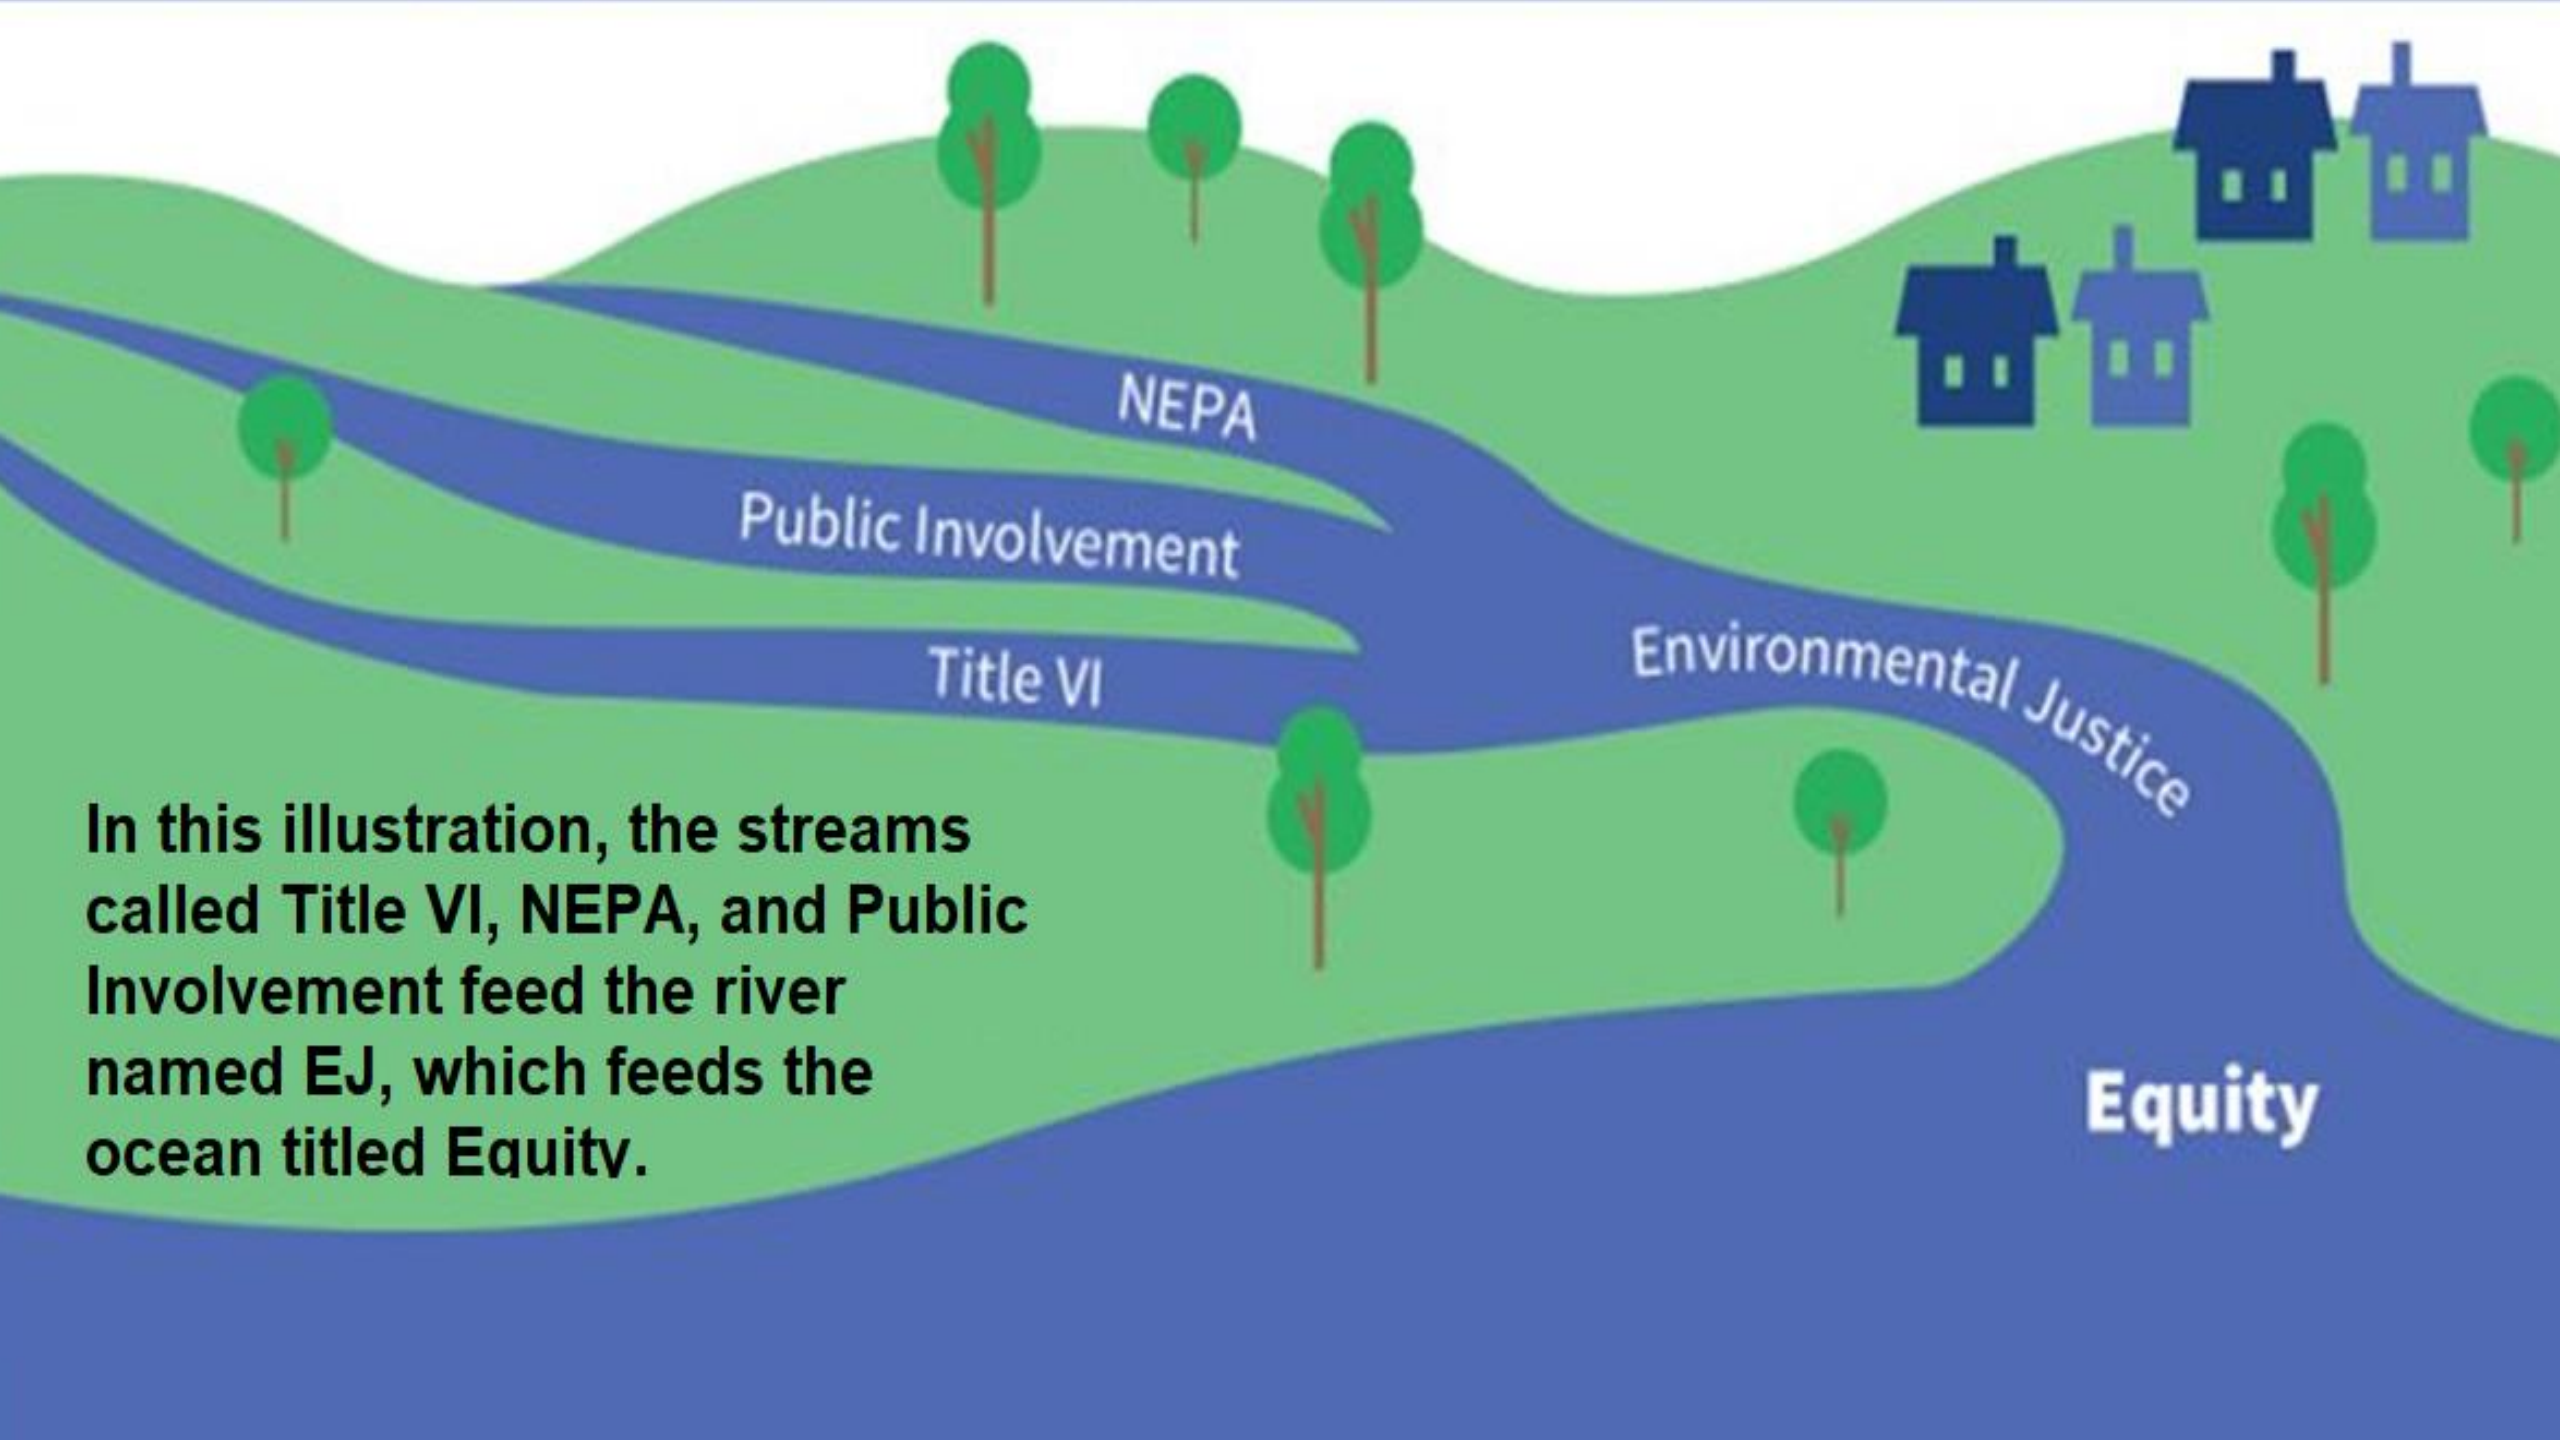 NEPA
Public Involvement
Title VI
Environmental Justice
In this illustration, the streams
called Title VI, NEPA, and Public
Involvement feed the river
named EJ, which feeds the
ocean titled Equity.
Equity